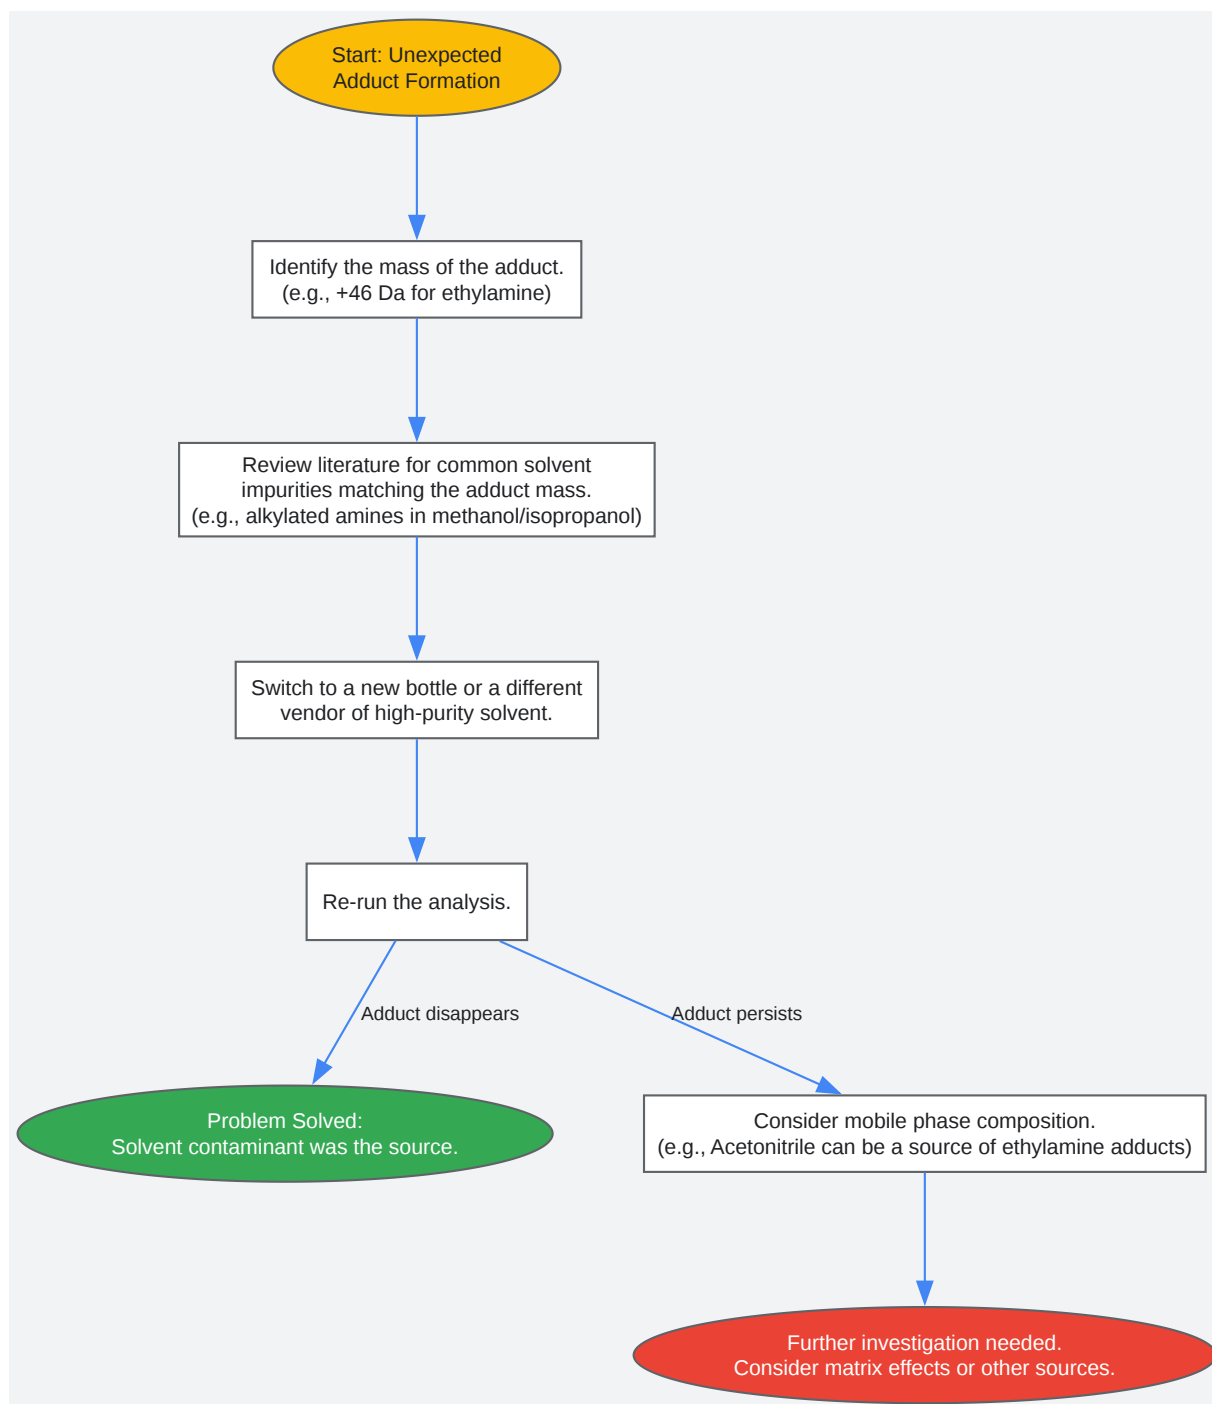 Start: Unexpected
Adduct Formation
Identify the mass of the adduct.
(e.g., +46 Da for ethylamine)
Review literature for common solvent
impurities matching the adduct mass.
(e.g., alkylated amines in methanol/isopropanol)
Switch to a new bottle or a different
vendor of high-purity solvent.
Re-run the analysis.
Adduct disappears
Adduct persists
Problem Solved:
Solvent contaminant was the source.
Consider mobile phase composition.
(e.g., Acetonitrile can be a source of ethylamine adducts)
Further investigation needed.
Consider matrix effects or other sources.